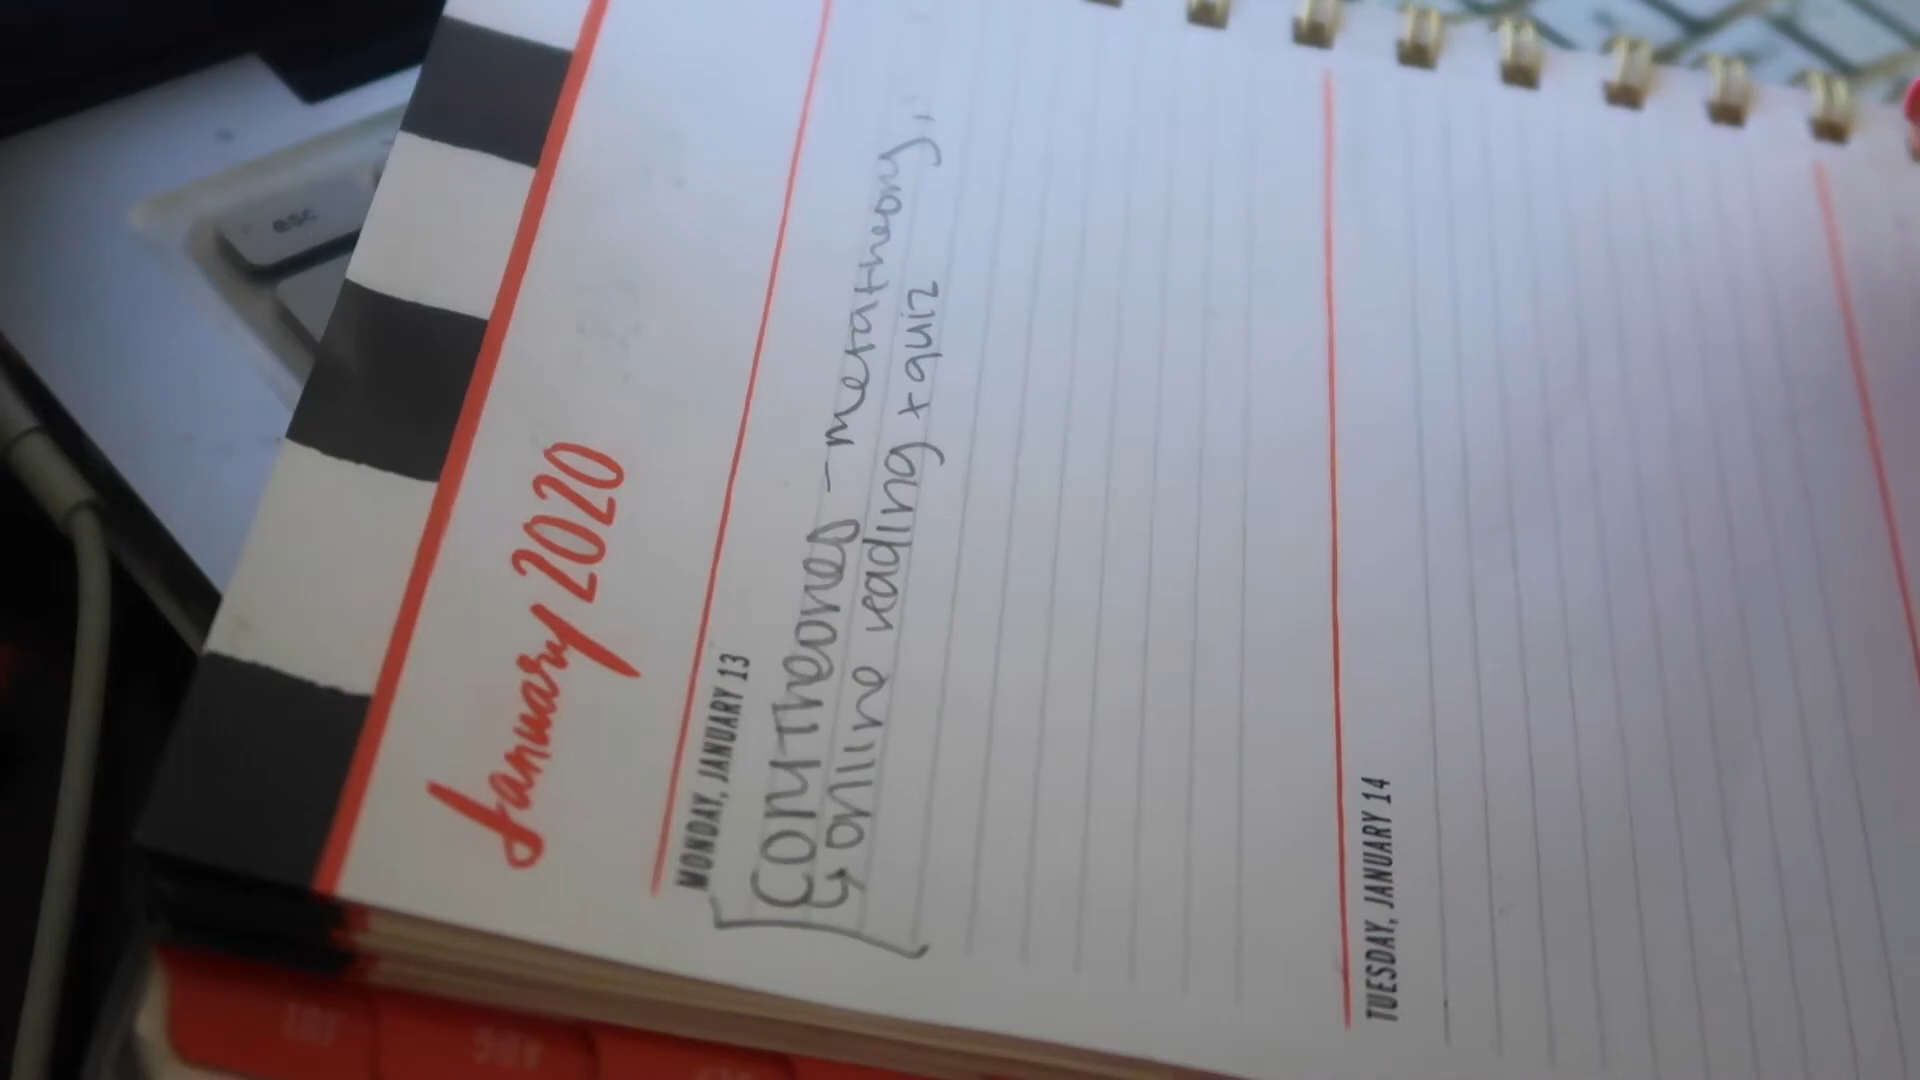 January 2020
MONDAY, JANUARY 13
COM Theories - metatheory,"
↳ online reading + quiz
TUESDAY, JANUARY 14
esc